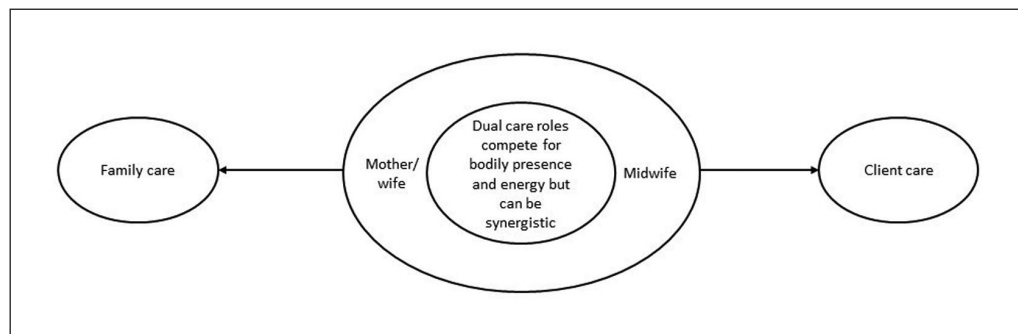 Family care
Mother/
wife
Dual care roles
compete for
bodily presence
and energy but
can be
synergistic
Midwife
Client care